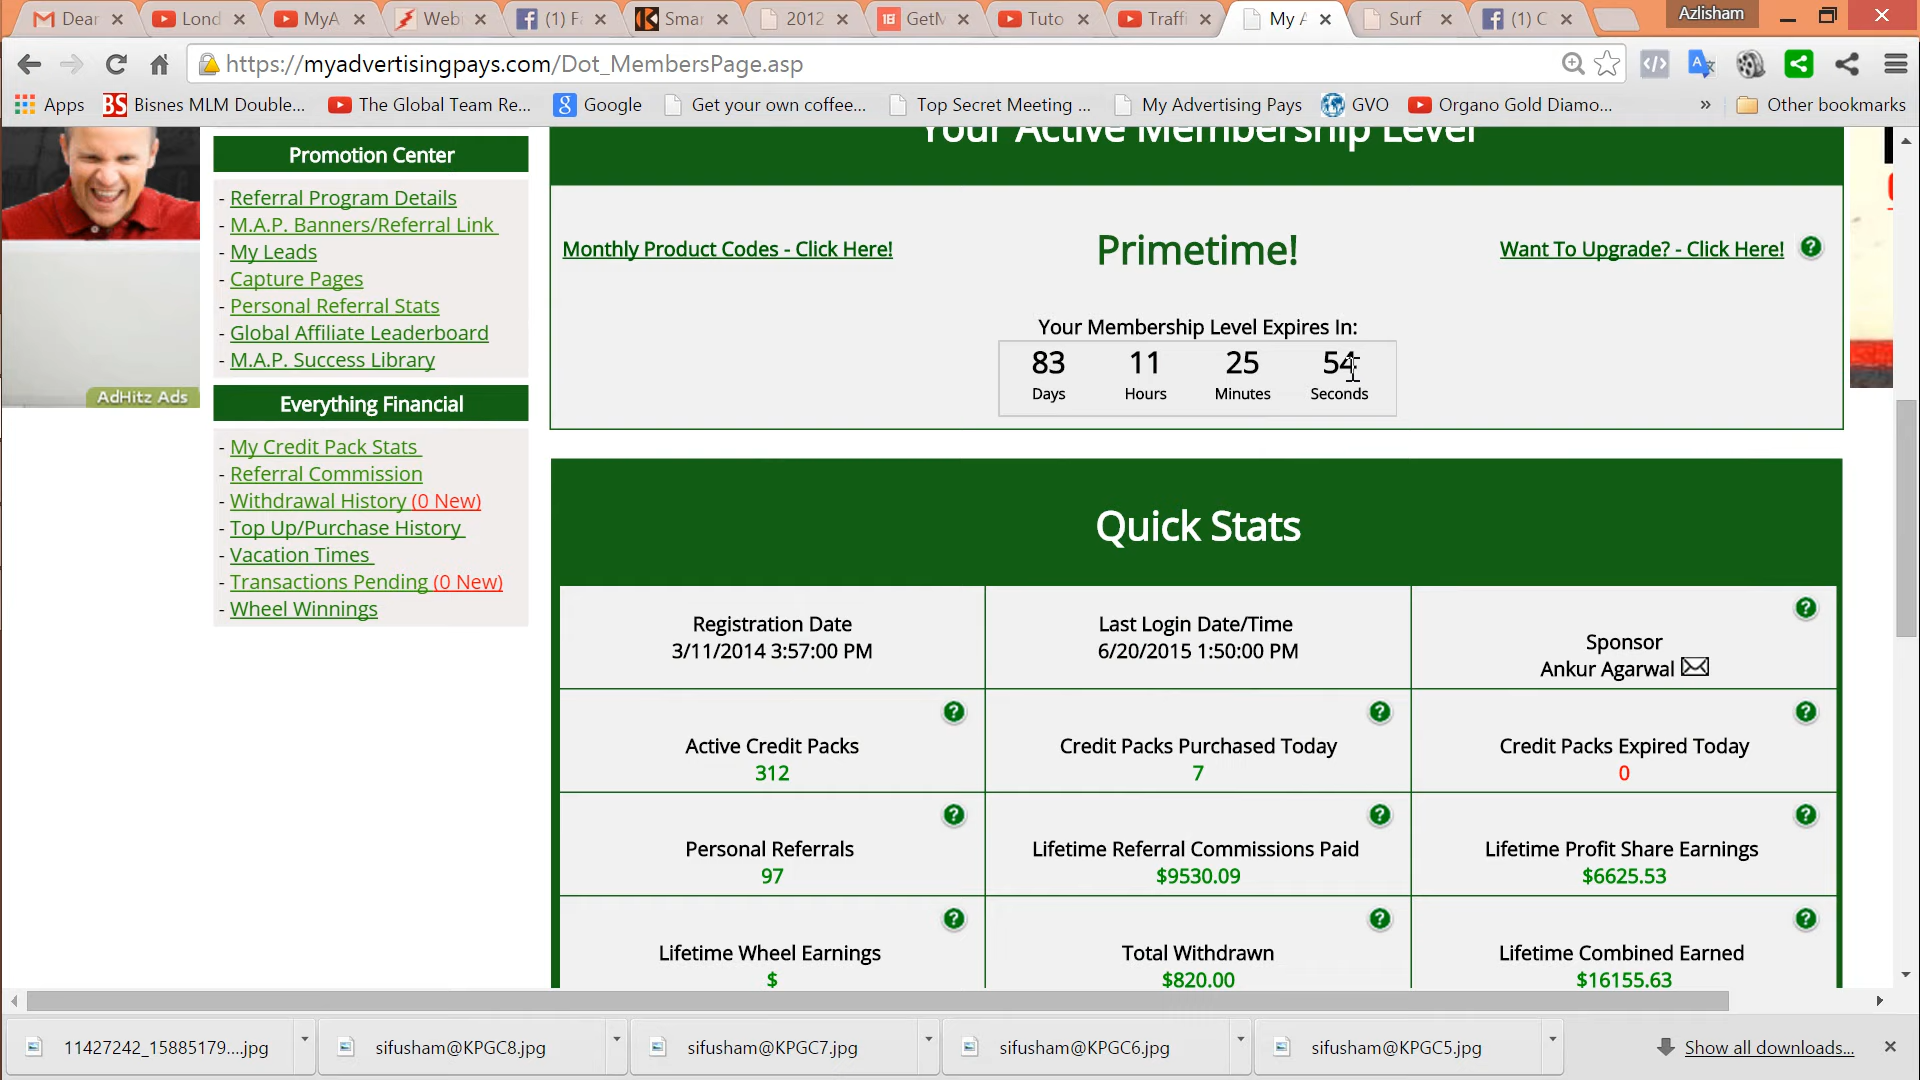 Azlisham
Dear
Lond
MyA
Web
(1) F
Smar
2012
GetM
Tuto
Traffi
My A
Surf
(1) C
https://myadvertisingpays.com/Dot_MembersPage.asp
Apps
BS Bisnes MLM Double...
The Global Team Re...
Google
Get your own coffee...
Top Secret Meeting ...
My Advertising Pays
GVO
Organo Gold Diamo...
»
Other bookmarks
AdHitz Ads
Promotion Center
- Referral Program Details
- M.A.P. Banners/Referral Link
- My Leads
- Capture Pages
- Personal Referral Stats
- Global Affiliate Leaderboard
- M.A.P. Success Library
Everything Financial
- My Credit Pack Stats
- Referral Commission
- Withdrawal History (0 New)
- Top Up/Purchase History
- Vacation Times
- Transactions Pending (0 New)
- Wheel Winnings
Your Active Membership Level
Monthly Product Codes - Click Here!
Primetime!
Want To Upgrade? - Click Here!
Your Membership Level Expires In:
83 11 25 54
Days Hours Minutes Seconds
Quick Stats
Registration Date
3/11/2014 3:57:00 PM
Last Login Date/Time
6/20/2015 1:50:00 PM
Sponsor
Ankur Agarwal
Active Credit Packs
312
Credit Packs Purchased Today
7
Credit Packs Expired Today
0
Personal Referrals
97
Lifetime Referral Commissions Paid
$9530.09
Lifetime Profit Share Earnings
$6625.53
Lifetime Wheel Earnings
$
Total Withdrawn
$820.00
Lifetime Combined Earned
$16155.63
11427242_15885179....jpg
sifusham@KPGC8.jpg
sifusham@KPGC7.jpg
sifusham@KPGC6.jpg
sifusham@KPGC5.jpg
Show all downloads...